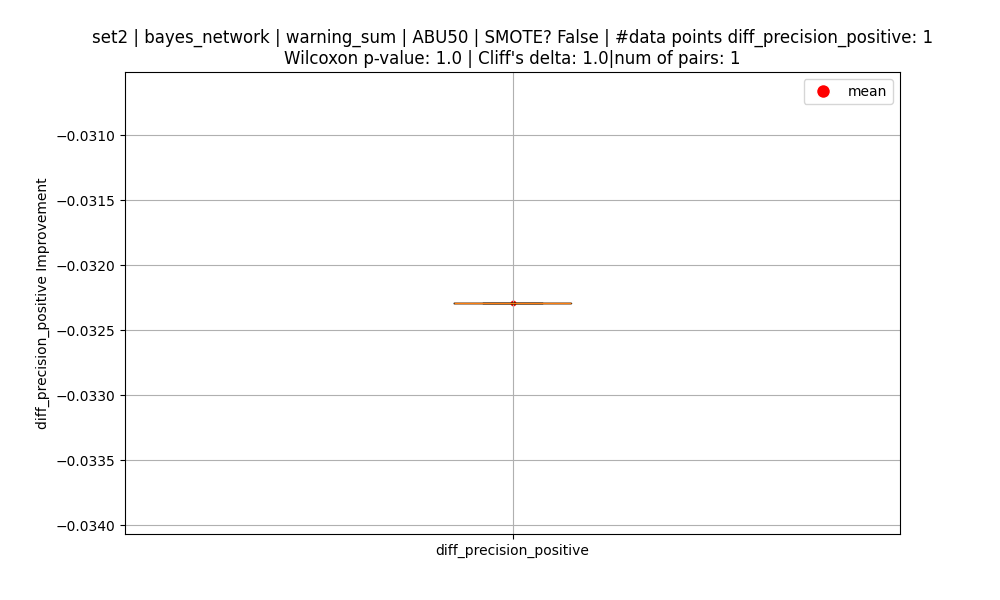 set2 | bayes_network | warning_sum | ABU50 | SMOTE? False | #data points diff_precision_positive: 1
Wilcoxon p-value: 1.0 | Cliff's delta: 1.0|num of pairs: 1
mean
−0.0310
−0.0315
−0.0320
−0.0325
−0.0330
−0.0335
−0.0340
diff_precision_positive Improvement
diff_precision_positive